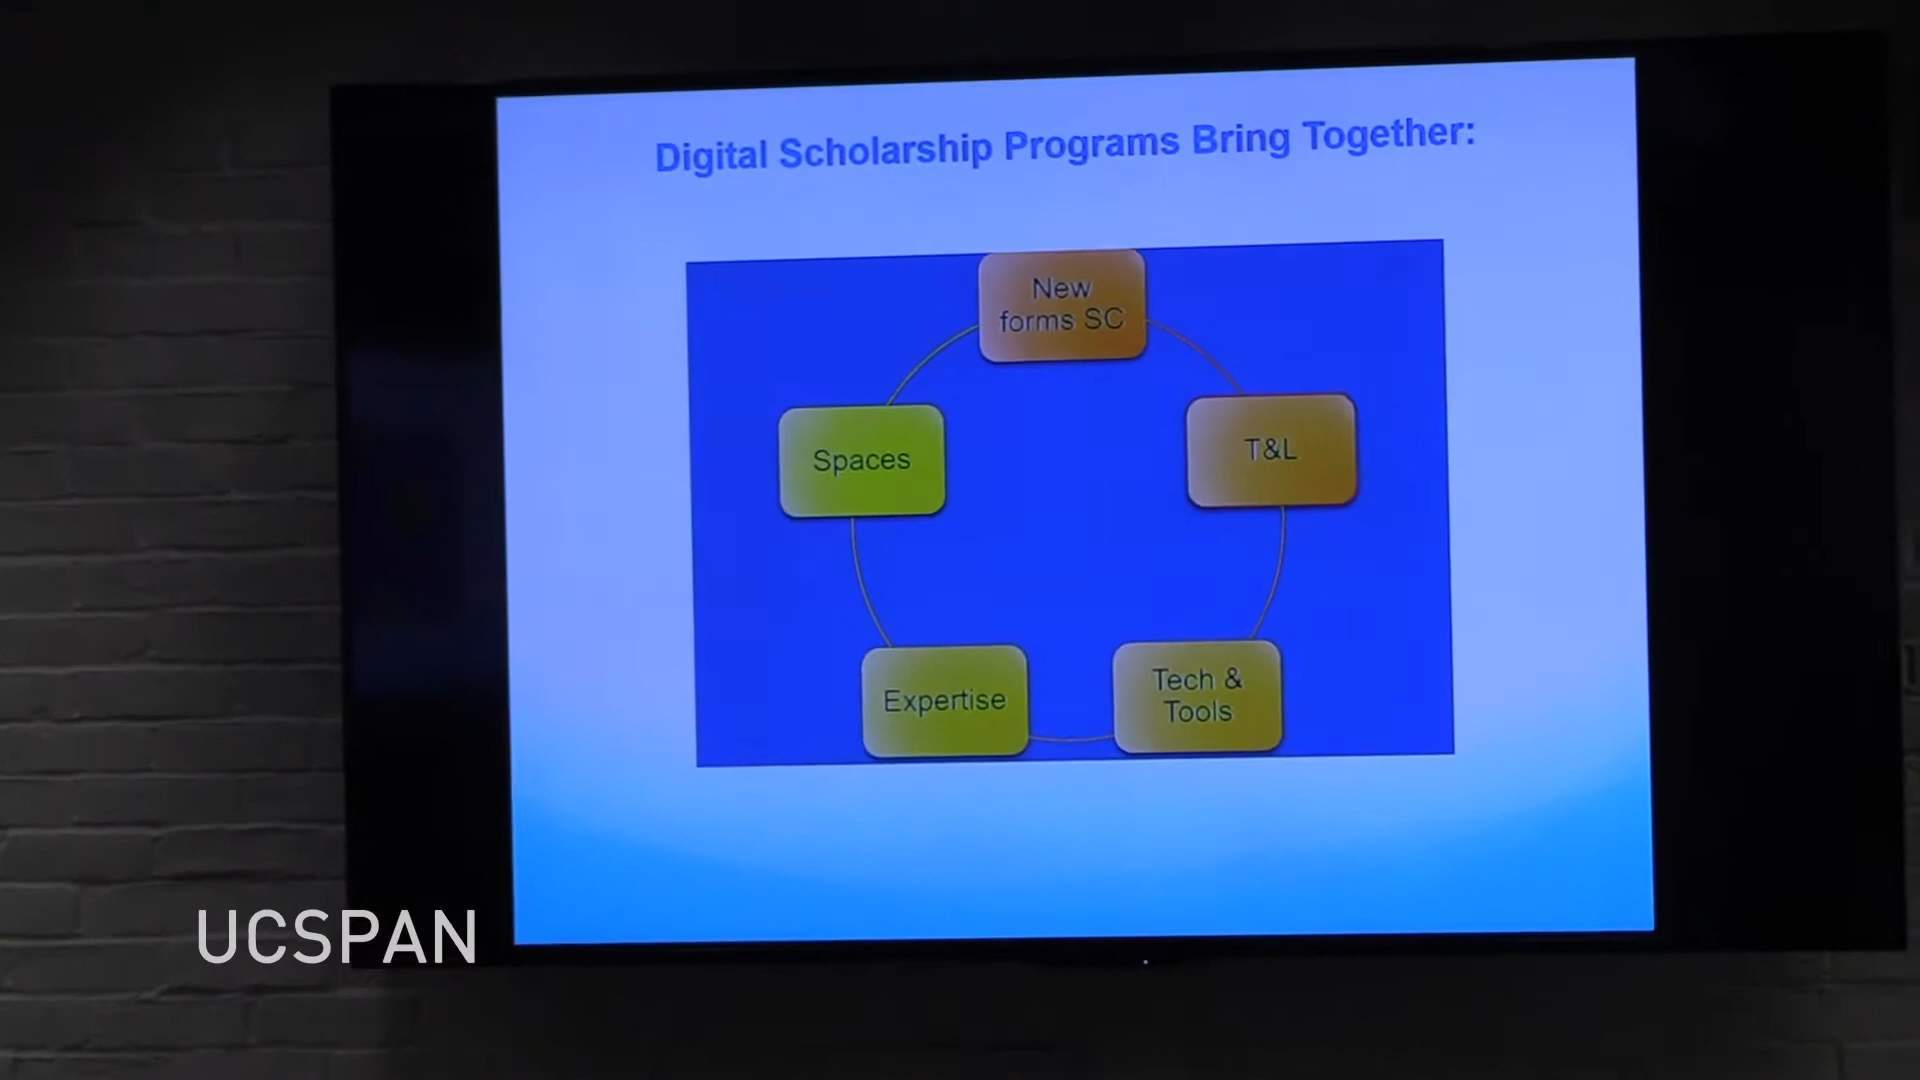 Digital Scholarship Programs Bring Together:
New
forms SC
Spaces
T&L
Expertise
Tech &
Tools
UCSPAN